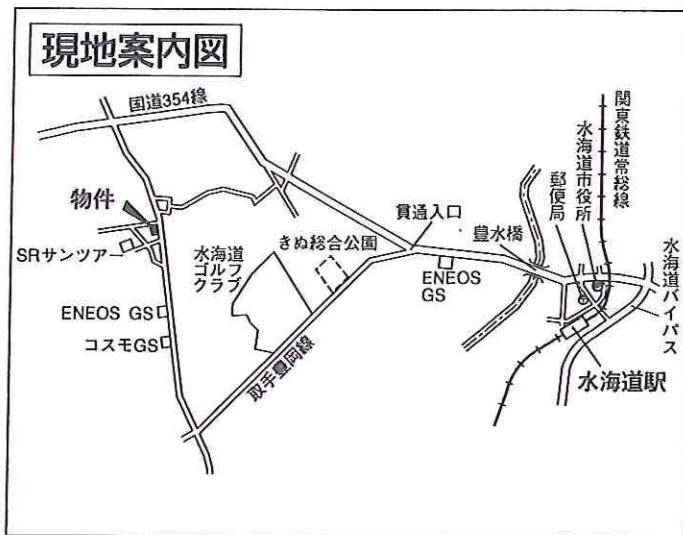 現地案内図
国道354線
物件
SRサンツアー
ENEOS GS
コスモGS
水海道
ゴルフ
クラブ
きぬ総合公園
取手豊岡線
貫通入口
ENEOS
GS
豊水橋
郵便局
水海道市役所
関東鉄道常総線
水海道バイパス
水海道駅